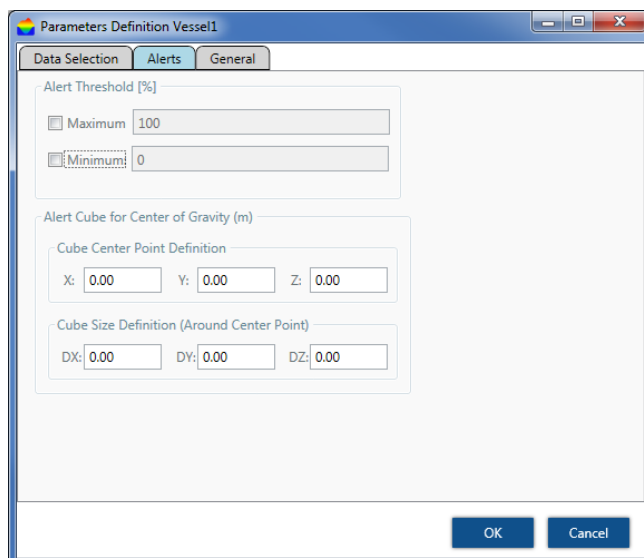 Parameters Definition Vessel1
Data Selection Alerts General
Alert Threshold [%]
Maximum 100
Minimum 0
Alert Cube for Center of Gravity (m)
Cube Center Point Definition
X: 0.00 Y: 0.00 Z: 0.00
Cube Size Definition (Around Center Point)
DX: 0.00 DY: 0.00 DZ: 0.00
OK Cancel